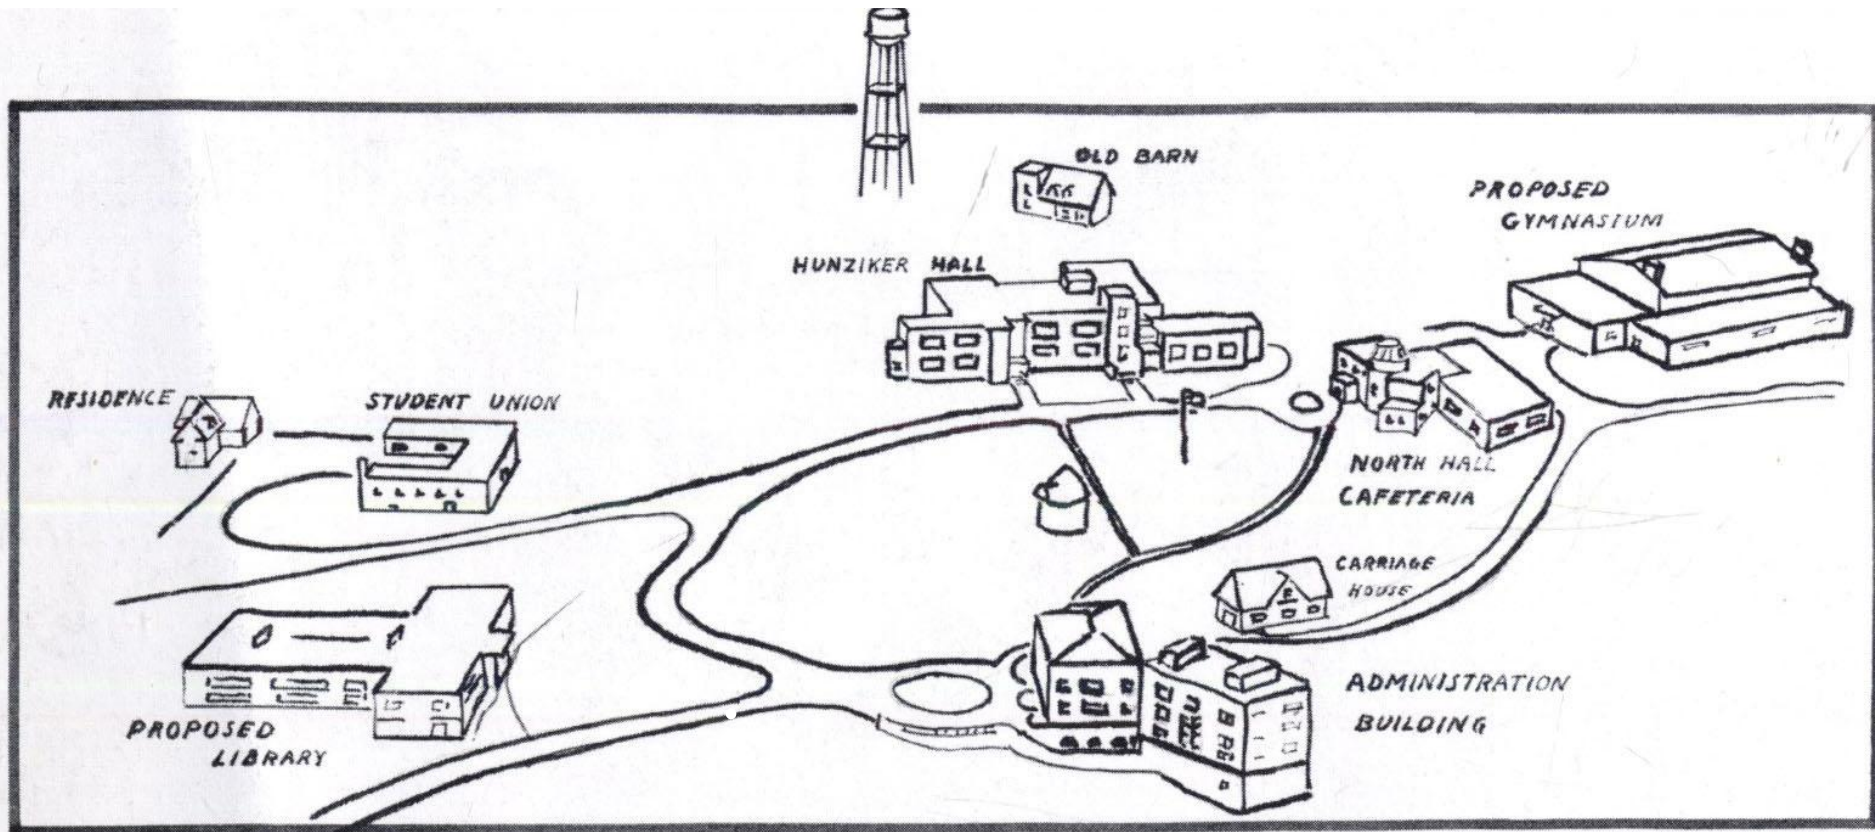 OLD BARN
PROPOSED
GYMNASIUM
HUNZIKER HALL
RESIDENCE
STUDENT UNION
NORTH HALL
CAFETERIA
CARRIAGE
HOUSE
ADMINISTRATION
BUILDING
PROPOSED
LIBRARY